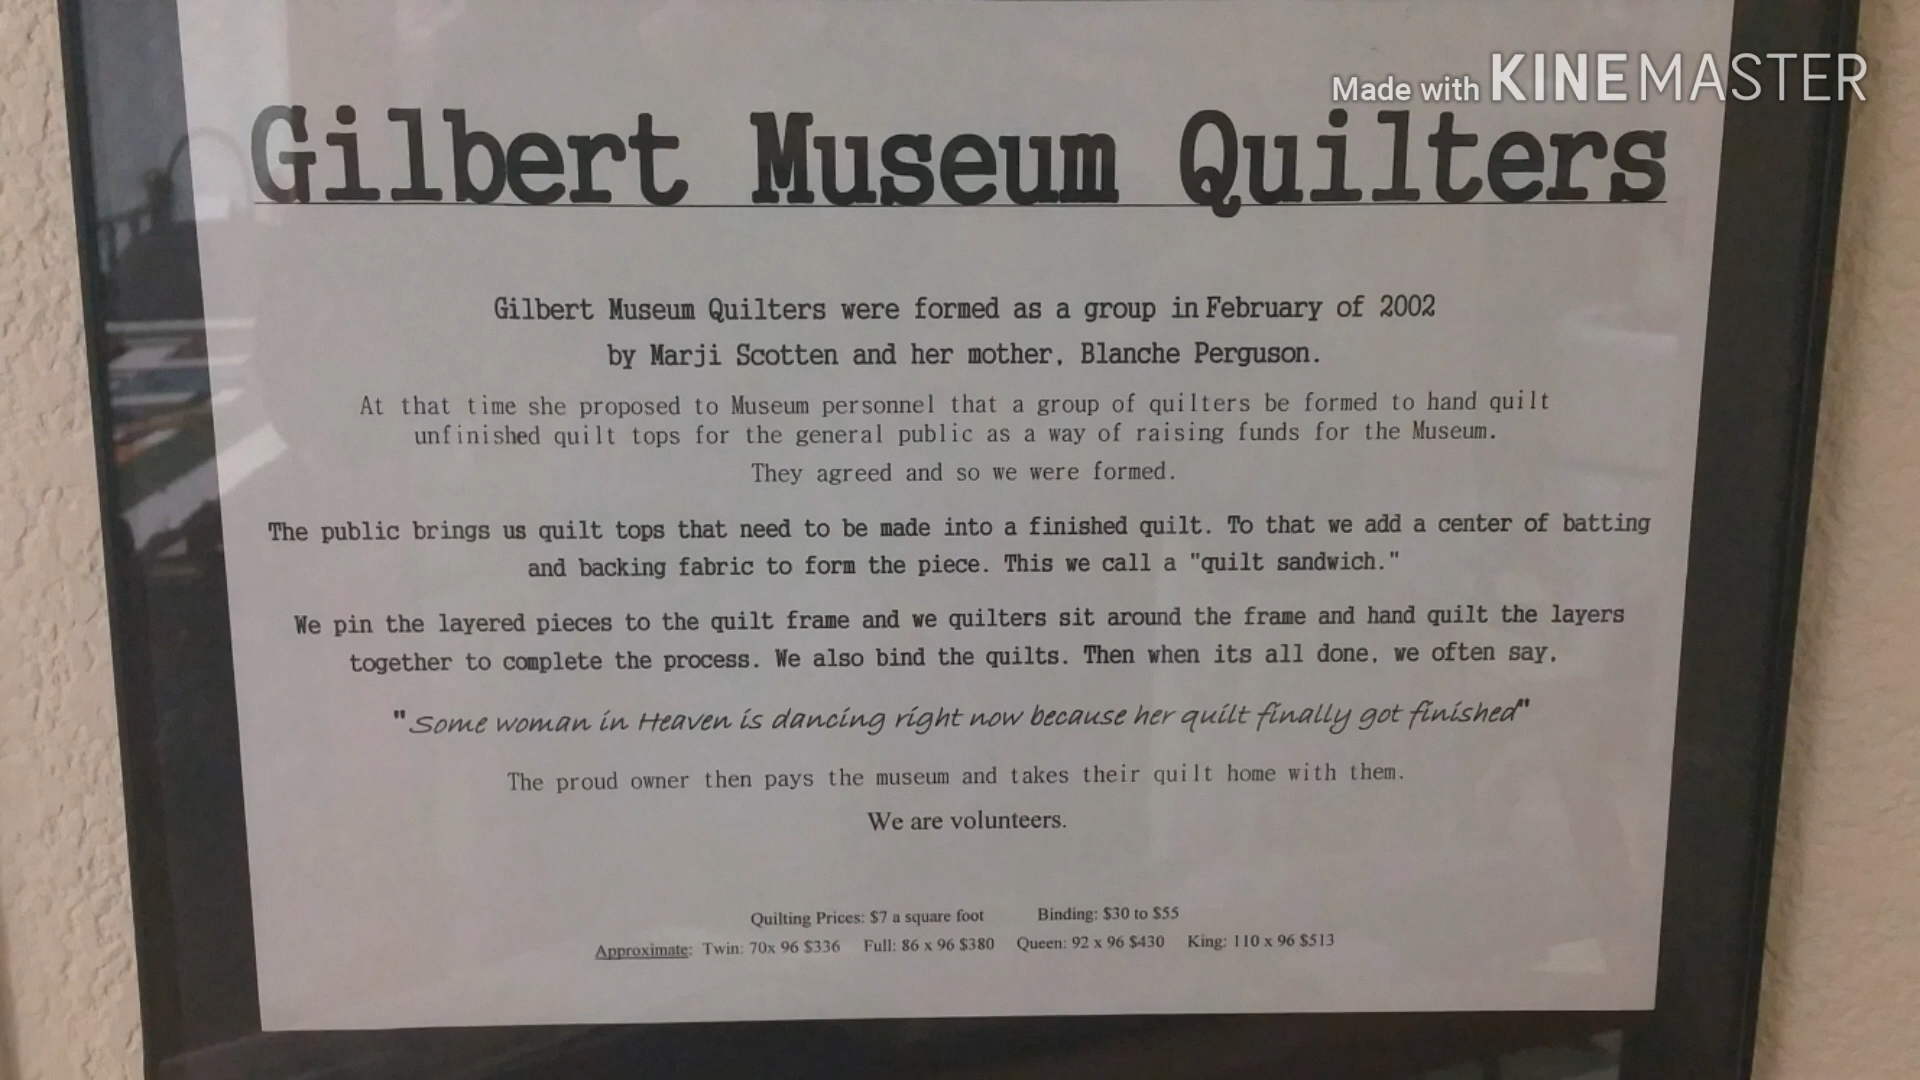 Made with KINEMASTER
Gilbert Museum Quilters
Gilbert Museum Quilters were formed as a group in February of 2002
by Marji Scotten and her mother, Blanche Perguson.
At that time she proposed to Museum personnel that a group of quilters be formed to hand quilt
unfinished quilt tops for the general public as a way of raising funds for the Museum.
They agreed and so we were formed.
The public brings us quilt tops that need to be made into a finished quilt. To that we add a center of batting
and backing fabric to form the piece. This we call a "quilt sandwich."
We pin the layered pieces to the quilt frame and we quilters sit around the frame and hand quilt the layers
together to complete the process. We also bind the quilts. Then when its all done, we often say,
"Some woman in Heaven is dancing right now because her quilt finally got finished"
The proud owner then pays the museum and takes their quilt home with them.
We are volunteers.
Quilting Prices: $7 a square foot Binding: $30 to $55
Approximate: Twin: 70x 96 $336 Full: 86 x 96 $380 Queen: 92 x 96 $430 King: 110 x 96 $513